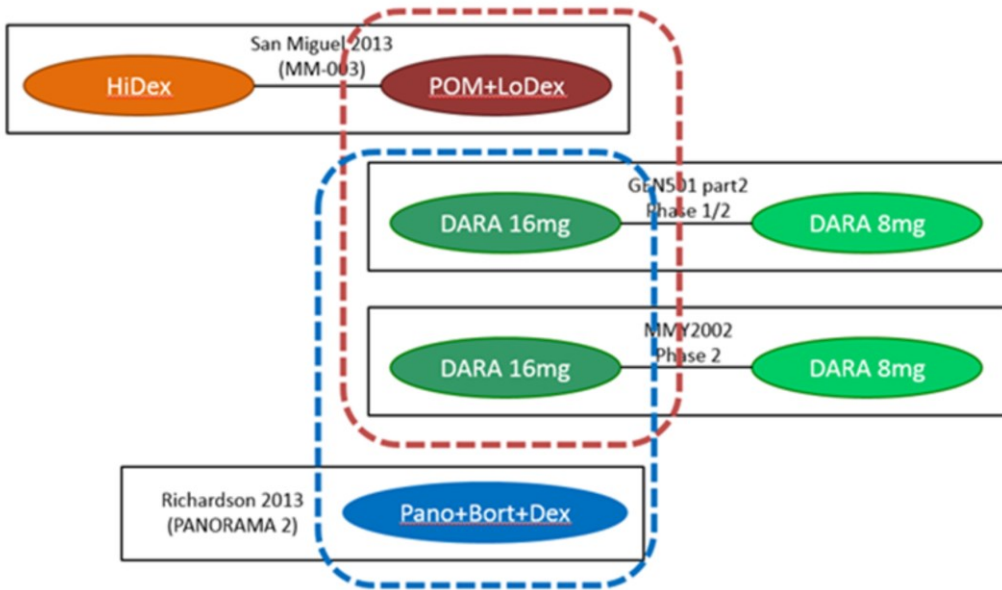 San Miguel 2013
(MM-003)
HiDex
POM+LoDex
GEN501 part2
Phase 1/2
DARA 16mg
DARA 8mg
MMY2002
Phase 2
DARA 16mg
DARA 8mg
Richardson 2013
(PANORAMA 2)
Pano+Bort+Dex